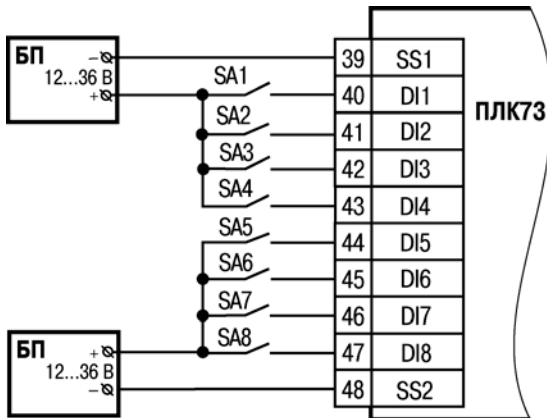 БП
12...36 В
–
+
SA1
SA2
SA3
SA4
SA5
SA6
SA7
SA8
БП
12...36 В
+
–
39 SS1
40 DI1
41 DI2
42 DI3
43 DI4
44 DI5
45 DI6
46 DI7
47 DI8
48 SS2
ПЛК73